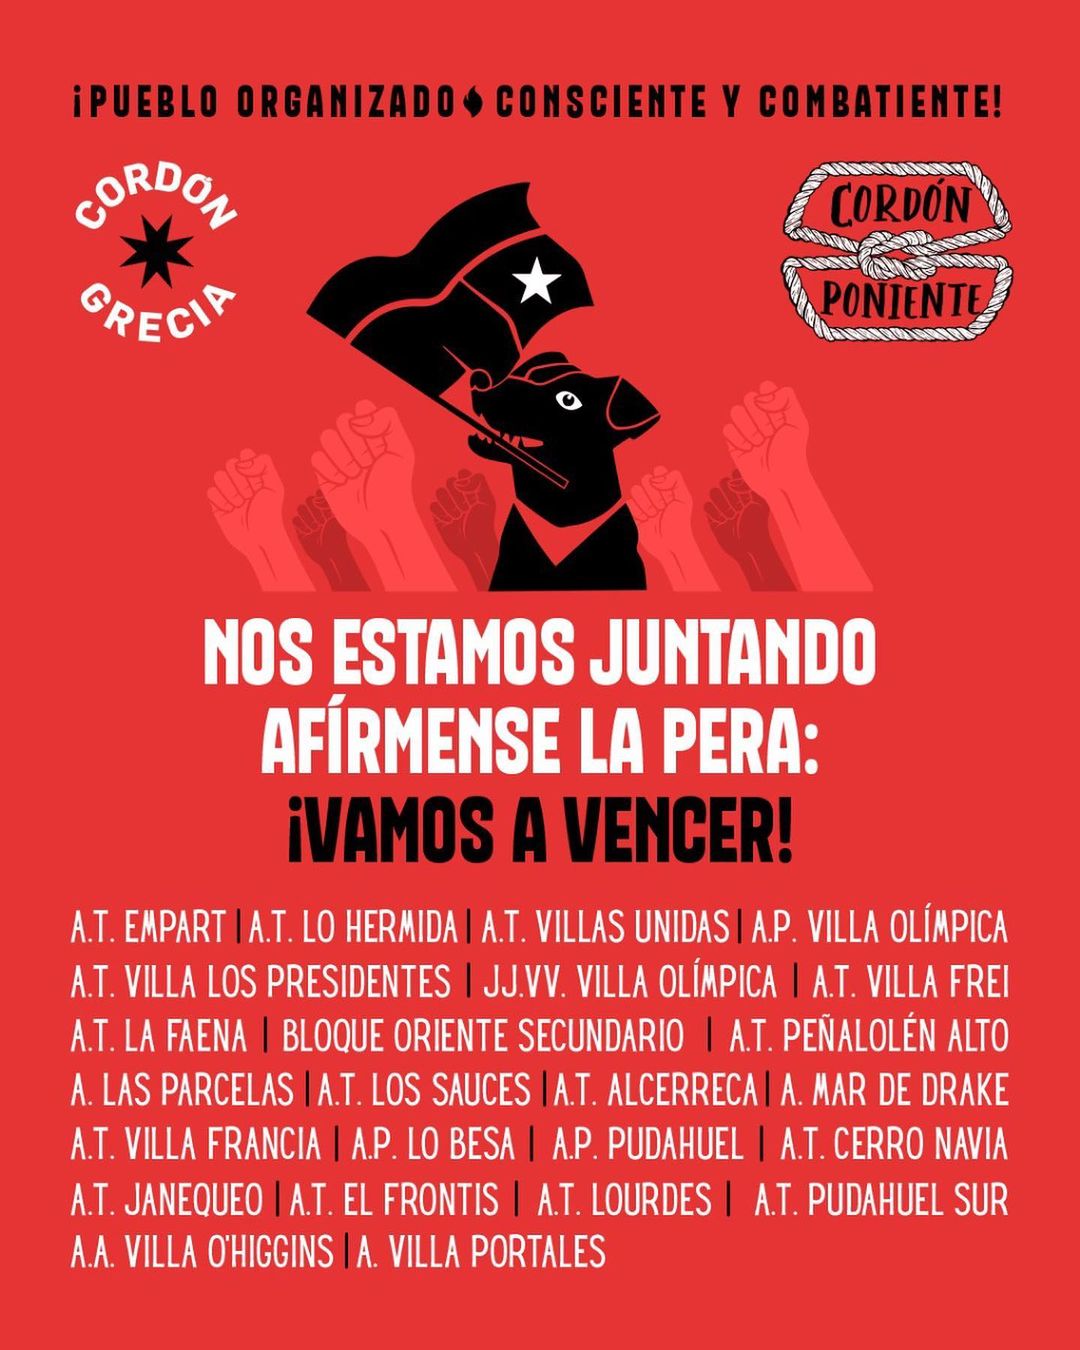 ¡PUEBLO ORGANIZADO CONSCIENTE Y COMBATIENTE!
CORDÓN
GRECIA
CORDÓN
PONIENTE
NOS ESTAMOS JUNTANDO
AFÍRMENSE LA PERA:
¡VAMOS A VENCER!
A.T. EMPART | A.T. LO HERMIDA | A.T. VILLAS UNIDAS | A.P. VILLA OLÍMPICA
A.T. VILLA LOS PRESIDENTES | JJ.VV. VILLA OLÍMPICA | A.T. VILLA FREI
A.T. LA FAENA | BLOQUE ORIENTE SECUNDARIO | A.T. PEÑALOLÉN ALTO
A. LAS PARCELAS | A.T. LOS SAUCES | A.T. ALCERRECA | A. MAR DE DRAKE
A.T. VILLA FRANCIA | A.P. LO BESA | A.P. PUDAHUEL | A.T. CERRO NAVIA
A.T. JANEQUEO | A.T. EL FRONTIS | A.T. LOURDES | A.T. PUDAHUEL SUR
A.A. VILLA O'HIGGINS | A. VILLA PORTALES